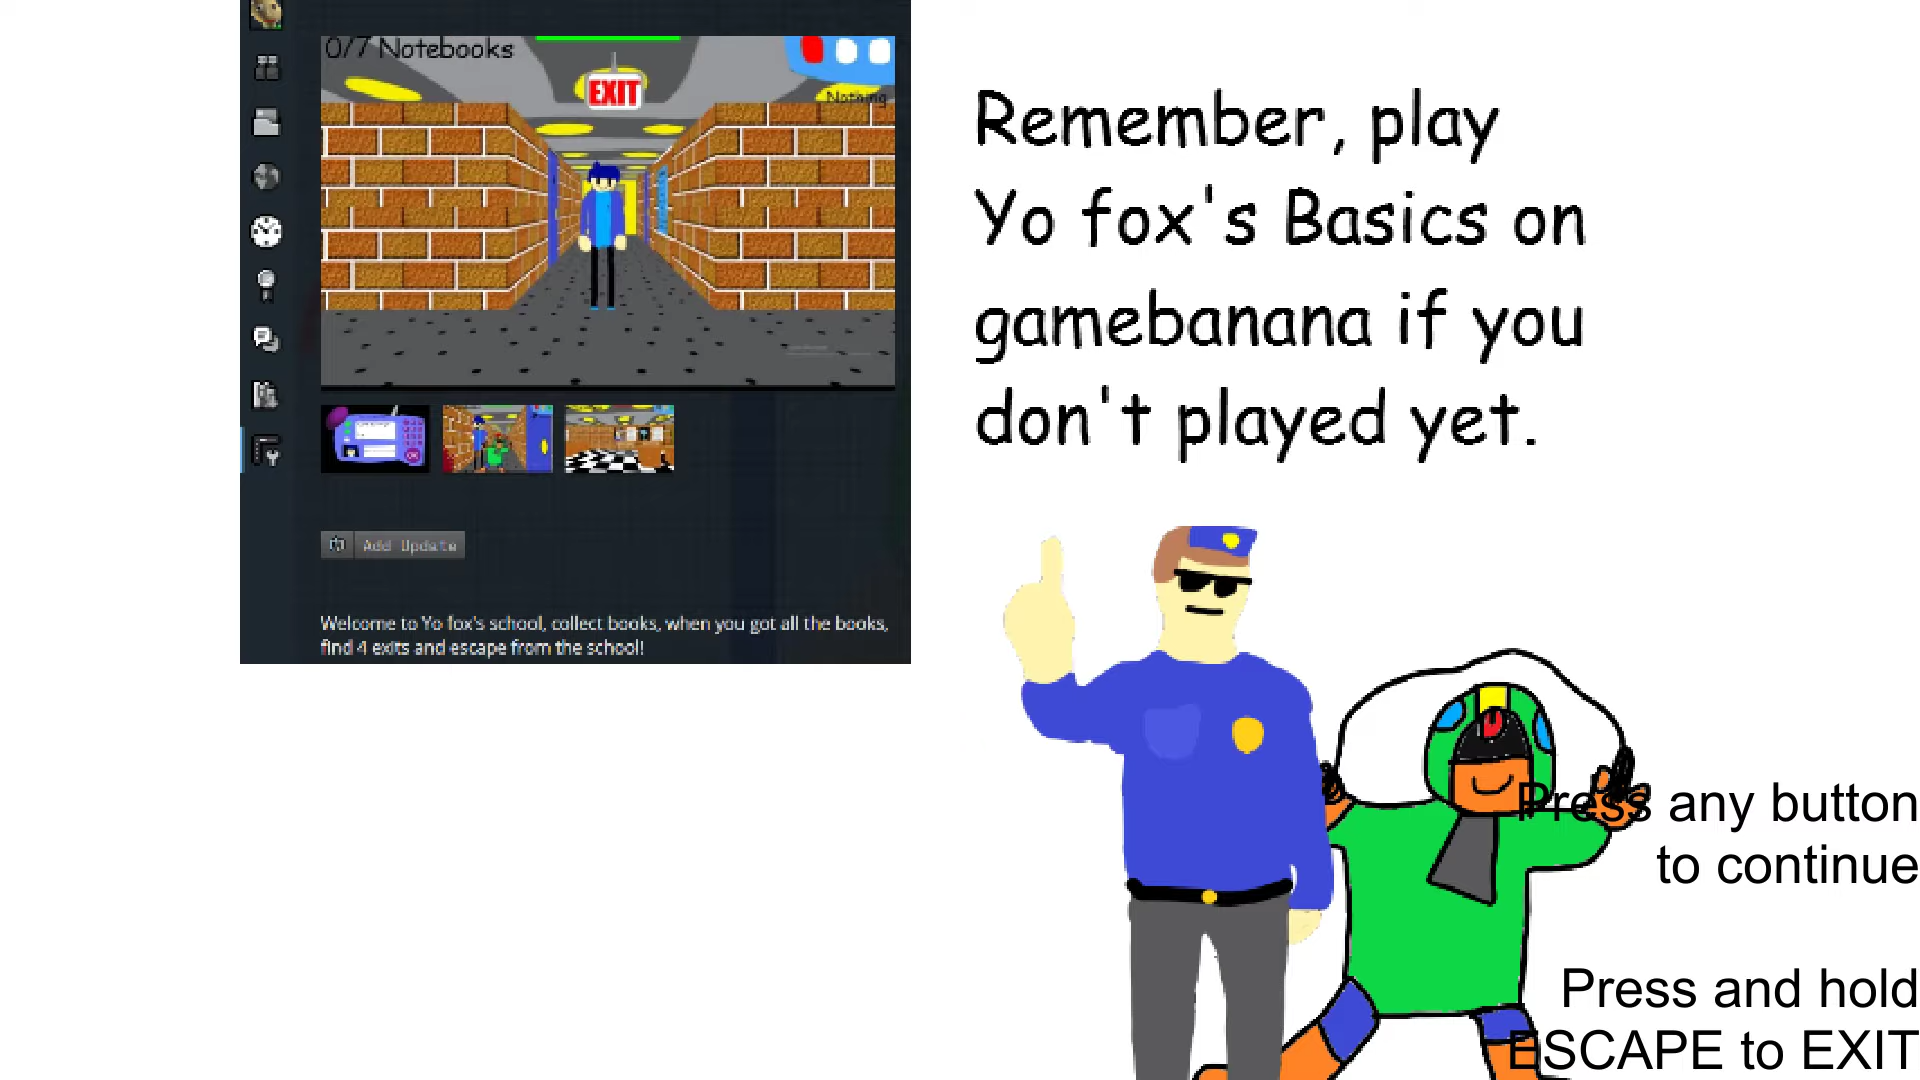 0/7 Notebooks
EXIT
Nothing
Add Update
Welcome to Yo fox's school, collect books, when you got all the books,
find 4 exits and escape from the school!
Remember, play
Yo fox's Basics on
gamebanana if you
don't played yet.
Press any button
to continue
Press and hold
ESCAPE to EXIT